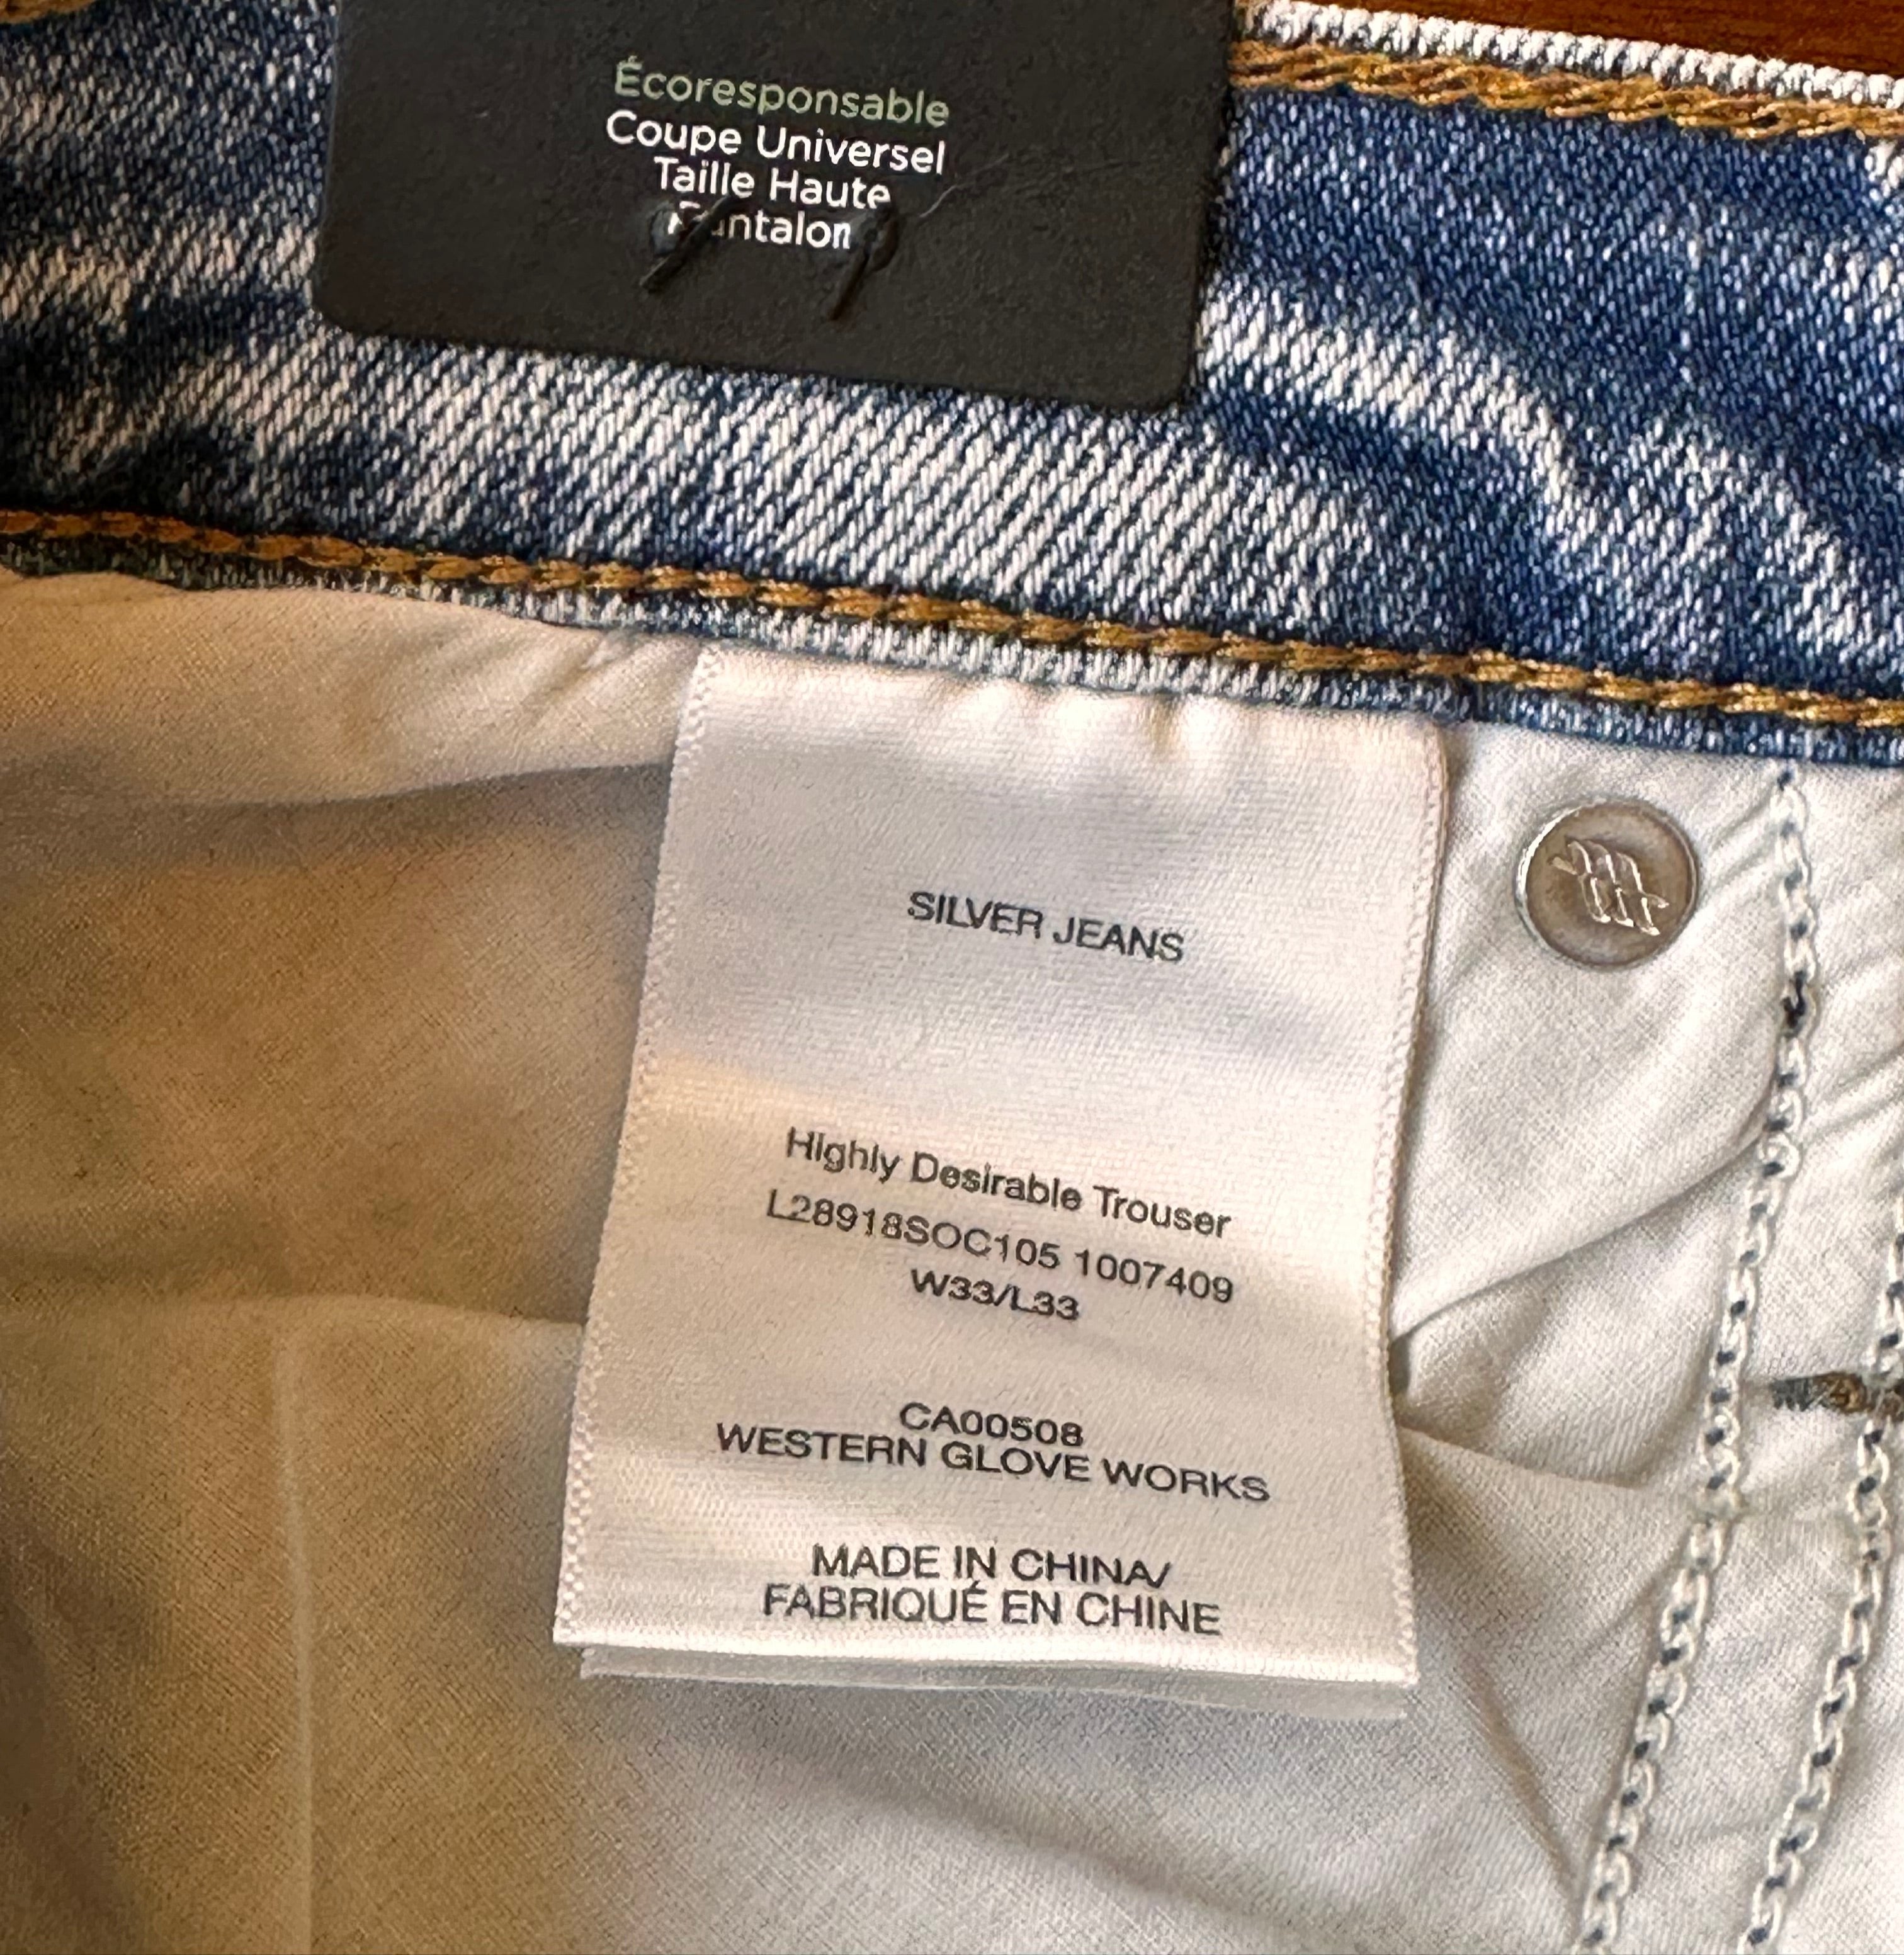 Écoresponsable
Coupe Universel
Taille Haute
Pantalon
SILVER JEANS
Highly Desirable Trouser
L28918SOC105 1007409
W33/L33
CA00508
WESTERN GLOVE WORKS
MADE IN CHINA/
FABRIQUÉ EN CHINE